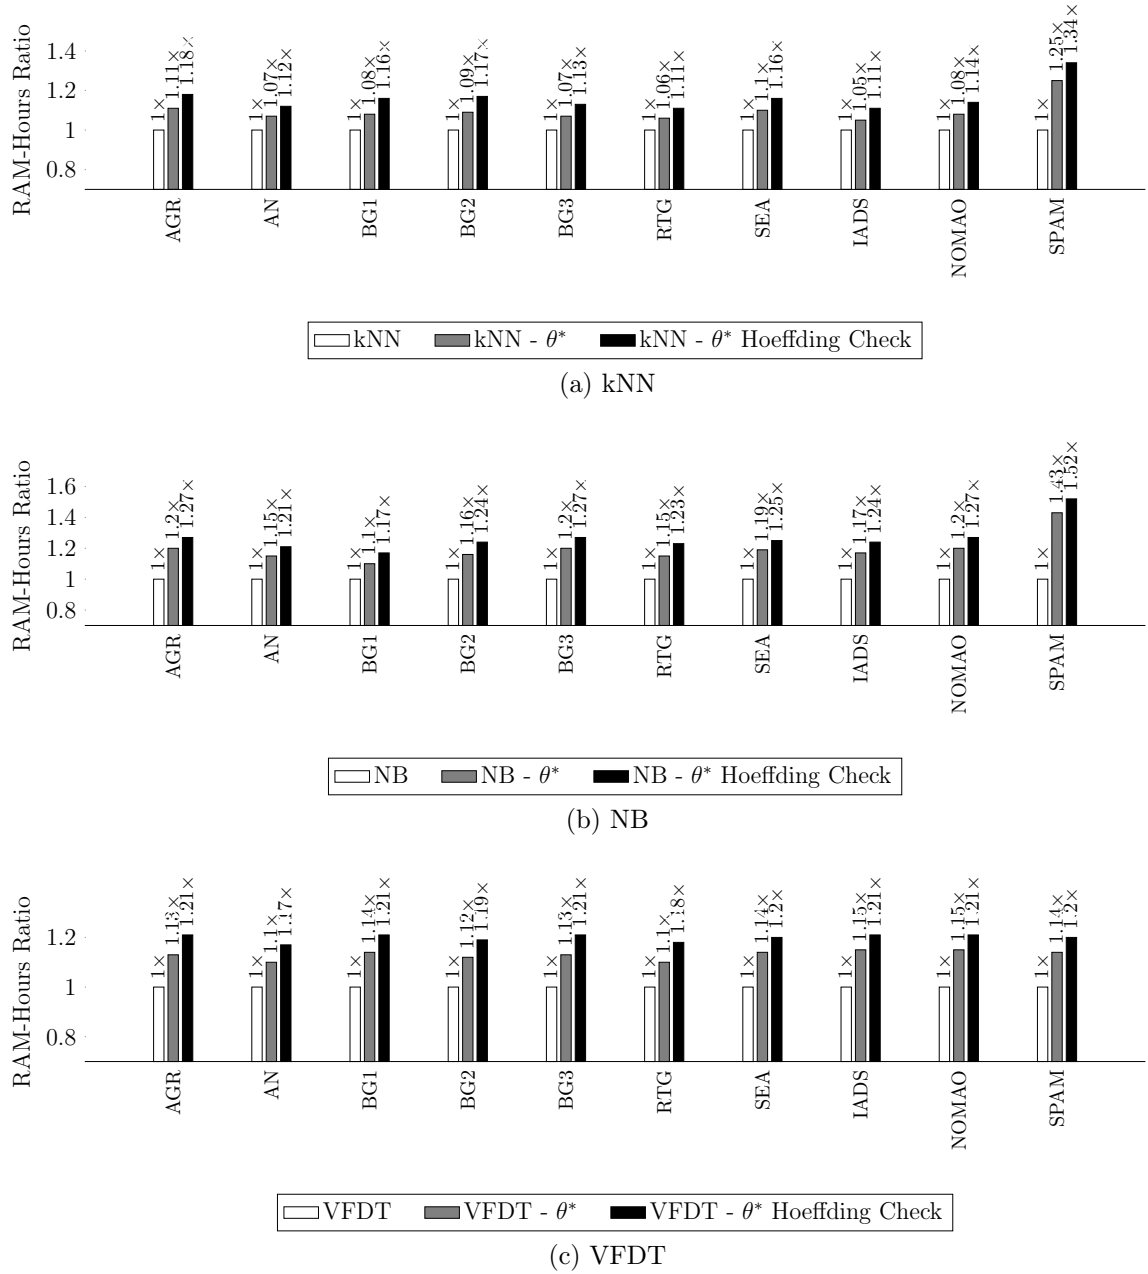 RAM-Hours Ratio
1.4
1.2
1
0.8
1× 1.11× 1.18×
1× 1.07× 1.12×
1× 1.08× 1.16×
1× 1.09× 1.17×
1× 1.07× 1.13×
1× 1.06× 1.11×
1× 1.1× 1.16×
1× 1.05× 1.11×
1× 1.08× 1.14×
1× 1.25× 1.34×
AGR AN BG1 BG2 BG3 RTG SEA IADS NOMAO SPAM
kNN kNN - θ* kNN - θ* Hoeffding Check
(a) kNN
RAM-Hours Ratio
1.6
1.4
1.2
1
0.8
1× 1.2× 1.27×
1× 1.15× 1.21×
1× 1.1× 1.17×
1× 1.16× 1.24×
1× 1.2× 1.27×
1× 1.15× 1.23×
1× 1.19× 1.25×
1× 1.17× 1.24×
1× 1.2× 1.27×
1× 1.43× 1.52×
AGR AN BG1 BG2 BG3 RTG SEA IADS NOMAO SPAM
NB NB - θ* NB - θ* Hoeffding Check
(b) NB
RAM-Hours Ratio
1.2
1
0.8
1× 1.13× 1.21×
1× 1.1× 1.17×
1× 1.14× 1.21×
1× 1.12× 1.19×
1× 1.13× 1.21×
1× 1.1× 1.18×
1× 1.14× 1.2×
1× 1.15× 1.21×
1× 1.15× 1.21×
1× 1.14× 1.2×
AGR AN BG1 BG2 BG3 RTG SEA IADS NOMAO SPAM
VFDT VFDT - θ* VFDT - θ* Hoeffding Check
(c) VFDT